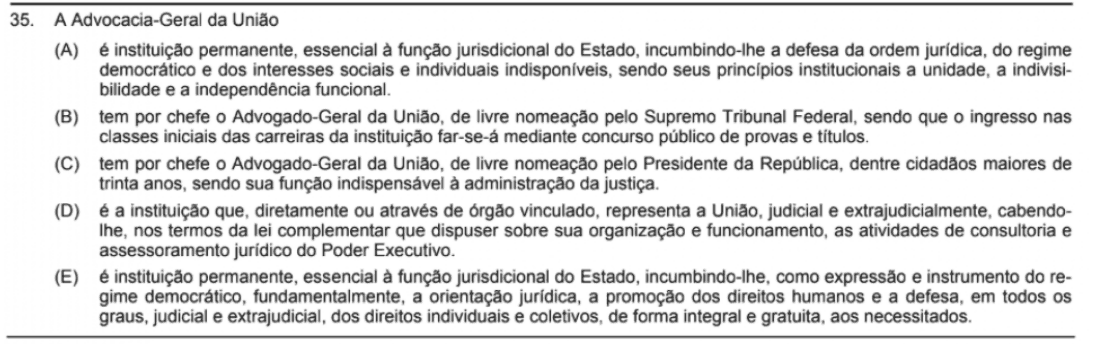 35. A Advocacia-Geral da União
(A) é instituição permanente, essencial à função jurisdicional do Estado, incumbindo-lhe a defesa da ordem jurídica, do regime
democrático e dos interesses sociais e individuais indisponíveis, sendo seus princípios institucionais a unidade, a indivisi-
bilidade e a independência funcional.
(B) tem por chefe o Advogado-Geral da União, de livre nomeação pelo Supremo Tribunal Federal, sendo que o ingresso nas
classes iniciais das carreiras da instituição far-se-á mediante concurso público de provas e títulos.
(C) tem por chefe o Advogado-Geral da União, de livre nomeação pelo Presidente da República, dentre cidadãos maiores de
trinta anos, sendo sua função indispensável à administração da justiça.
(D) é a instituição que, diretamente ou através de órgão vinculado, representa a União, judicial e extrajudicialmente, cabendo-
lhe, nos termos da lei complementar que dispuser sobre sua organização e funcionamento, as atividades de consultoria e
assessoramento jurídico do Poder Executivo.
(E) é instituição permanente, essencial à função jurisdicional do Estado, incumbindo-lhe, como expressão e instrumento do re-
gime democrático, fundamentalmente, a orientação jurídica, a promoção dos direitos humanos e a defesa, em todos os
graus, judicial e extrajudicial, dos direitos individuais e coletivos, de forma integral e gratuita, aos necessitados.